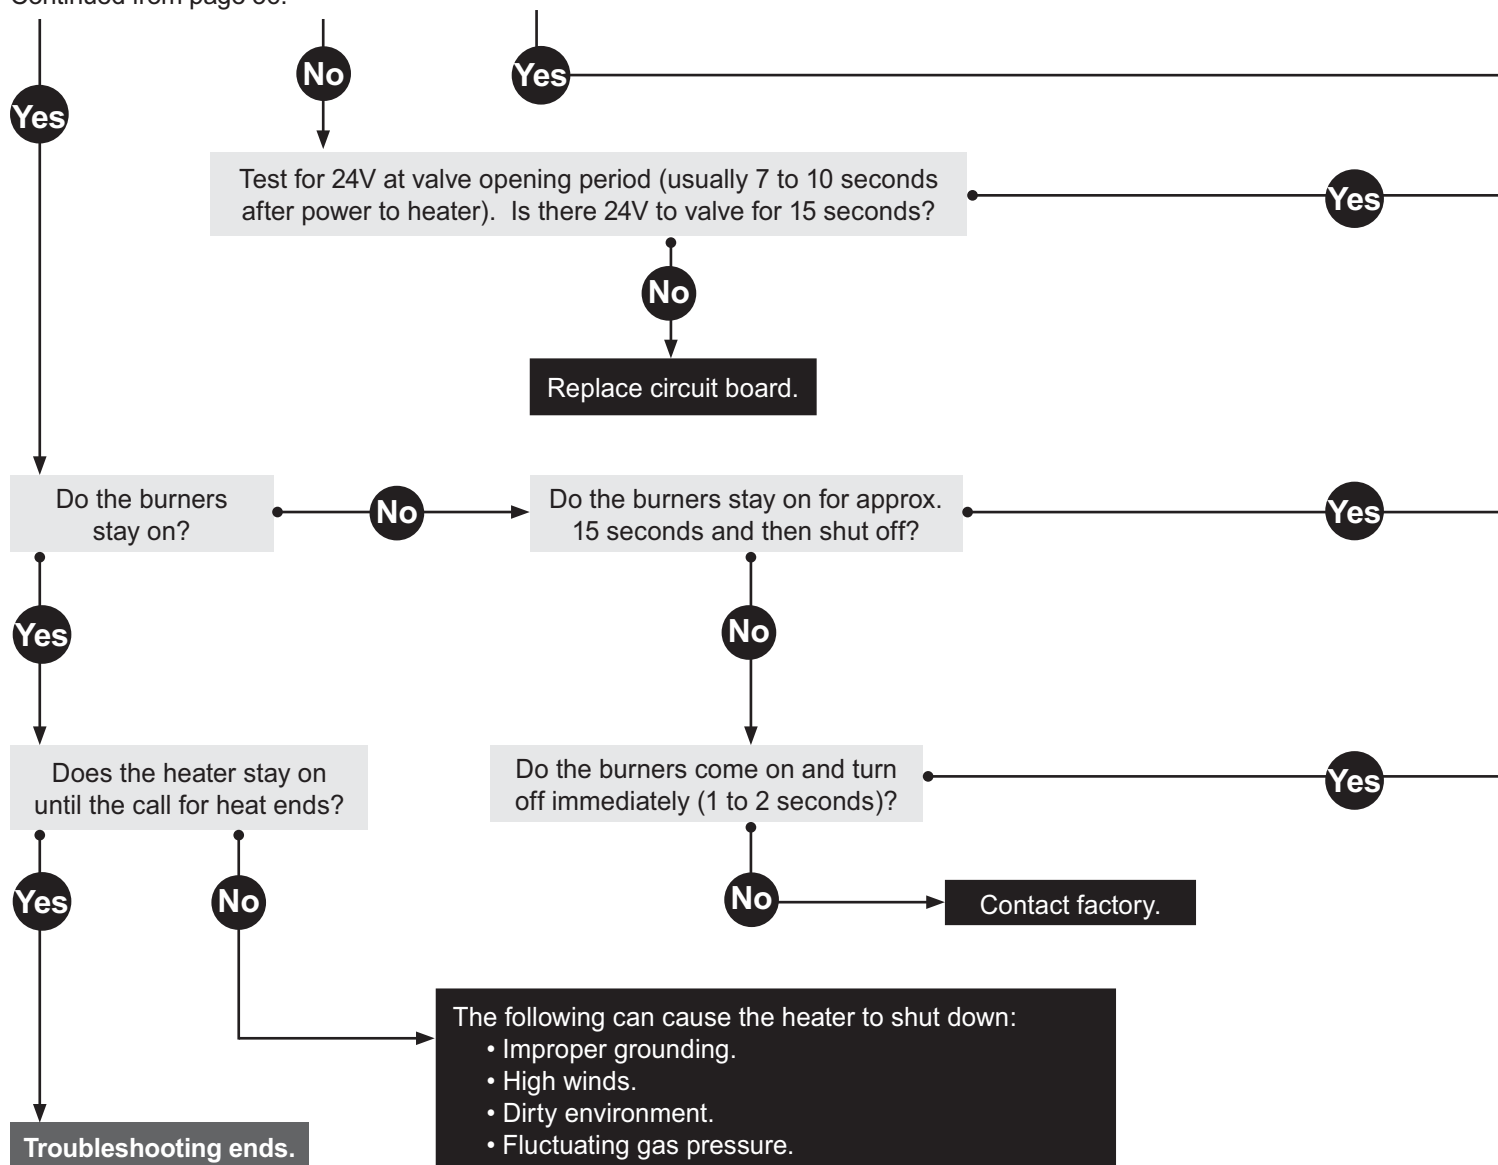 No
Yes
Yes
Test for 24V at valve opening period (usually 7 to 10 seconds
after power to heater). Is there 24V to valve for 15 seconds?
Yes
No
Replace circuit board.
Do the burners
stay on?
No
Do the burners stay on for approx.
15 seconds and then shut off?
Yes
Yes
No
Does the heater stay on
until the call for heat ends?
Do the burners come on and turn
off immediately (1 to 2 seconds)?
Yes
Yes
No
No
Contact factory.
The following can cause the heater to shut down:
• Improper grounding.
• High winds.
• Dirty environment.
• Fluctuating gas pressure.
Troubleshooting ends.